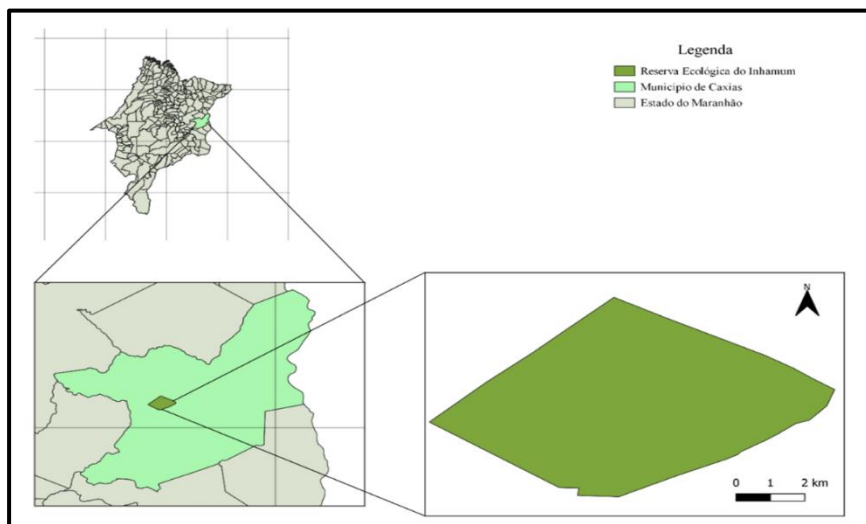 Legenda
Reserva Ecológica do Inhamum
Município de Caxias
Estado do Maranhão
N
0 1 2 km